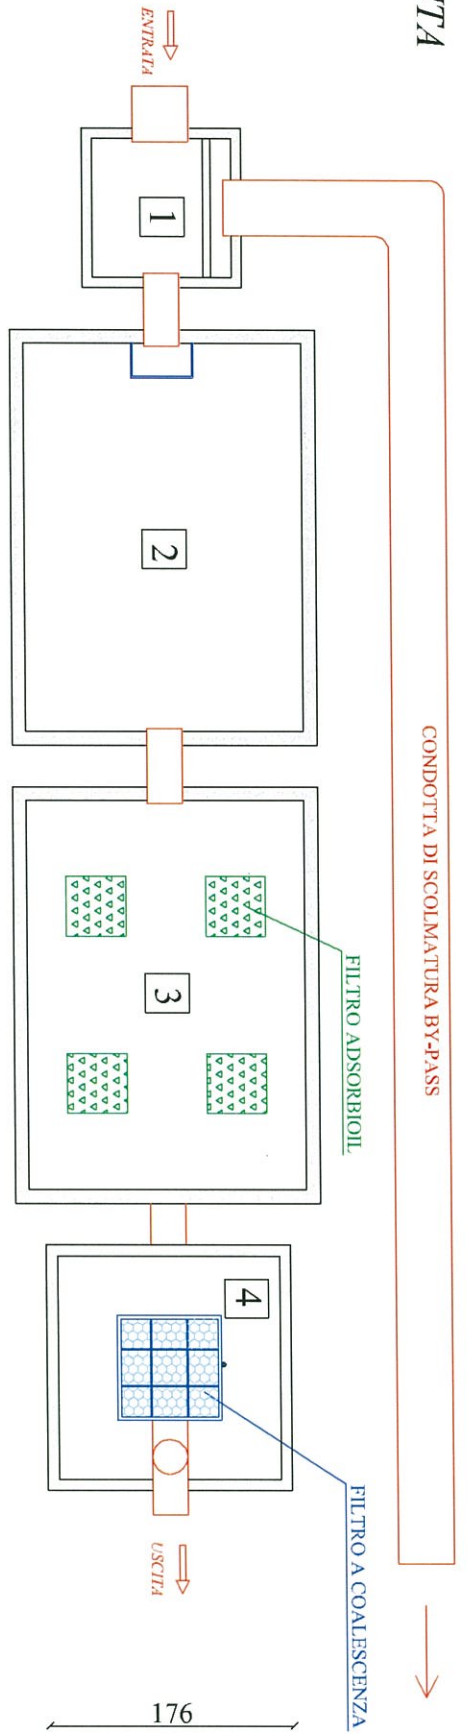 TA
ENTRATA
1
2
3
4
CONDOTTA DI SCOLMATURA BY-PASS
FILTRO ADSORBIOIL
FILTRO A COALESCENZA
USCITA
176